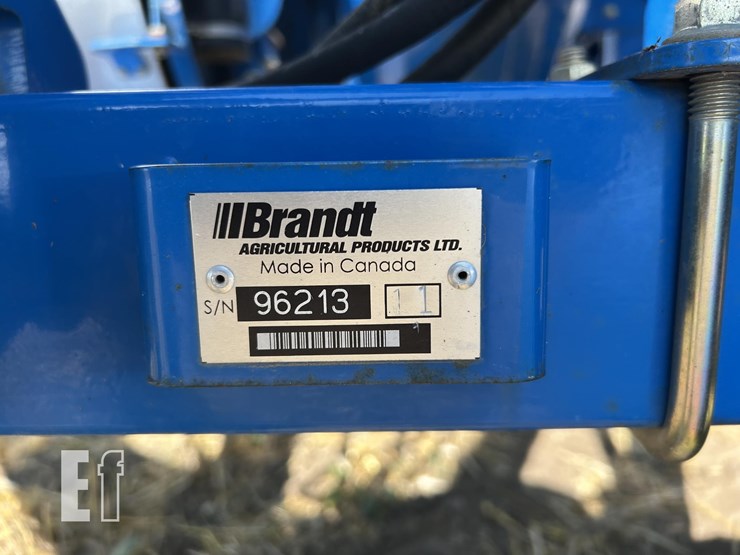 Brandt
AGRICULTURAL PRODUCTS LTD.
Made in Canada
S/N 96213 11
Ef